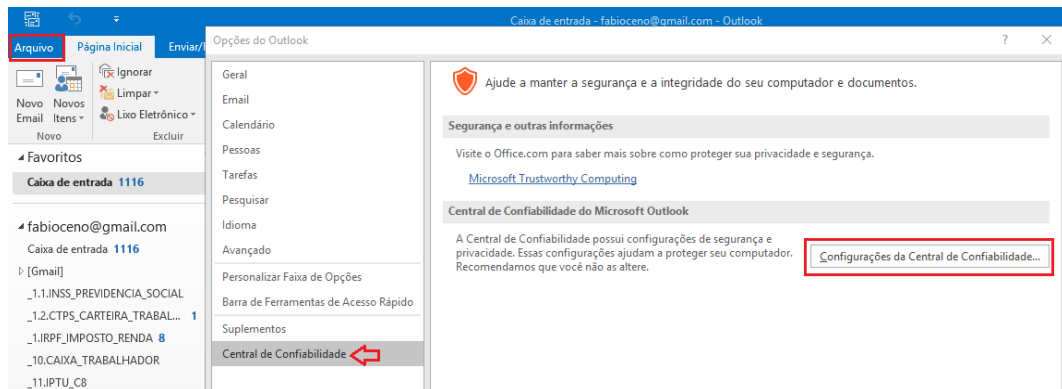 Caixa de entrada - fabioceno@gmail.com - Outlook
Arquivo
Página Inicial
Enviar/
Novo Email
Novos Itens
Ignorar
Limpar
Lixo Eletrônico
Novo
Excluir
Favoritos
Caixa de entrada 1116
fabioceno@gmail.com
Caixa de entrada 1116
[Gmail]
_1.1.INSS_PREVIDENCIA_SOCIAL
_1.2.CTPS_CARTEIRA_TRABAL... 1
_1.IRPF_IMPOSTO_RENDA 8
_10.CAIXA_TRABALHADOR
_11.IPTU_C8
Opções do Outlook
?
Geral
Email
Calendário
Pessoas
Tarefas
Pesquisar
Idioma
Avançado
Personalizar Faixa de Opções
Barra de Ferramentas de Acesso Rápido
Suplementos
Central de Confiabilidade
Ajude a manter a segurança e a integridade do seu computador e documentos.
Segurança e outras informações
Visite o Office.com para saber mais sobre como proteger sua privacidade e segurança.
Microsoft Trustworthy Computing
Central de Confiabilidade do Microsoft Outlook
A Central de Confiabilidade possui configurações de segurança e
privacidade. Essas configurações ajudam a proteger seu computador.
Recomendamos que você não as altere.
Configurações da Central de Confiabilidade...